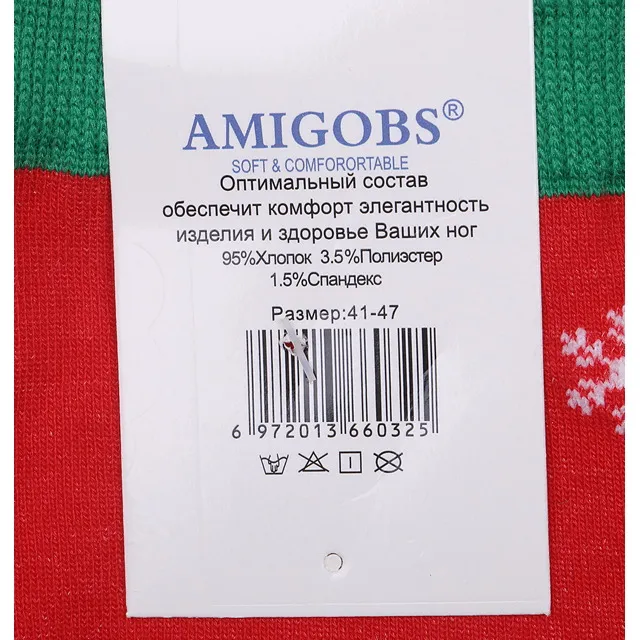 AMIGOBS®
SOFT & COMFORORTABLE
Оптимальный состав
обеспечит комфорт элегантность
изделия и здоровье Ваших ног
95%Хлопок 3.5%Полиэстер
1.5%Спандекс
Размер:41-47
6 972013 660325